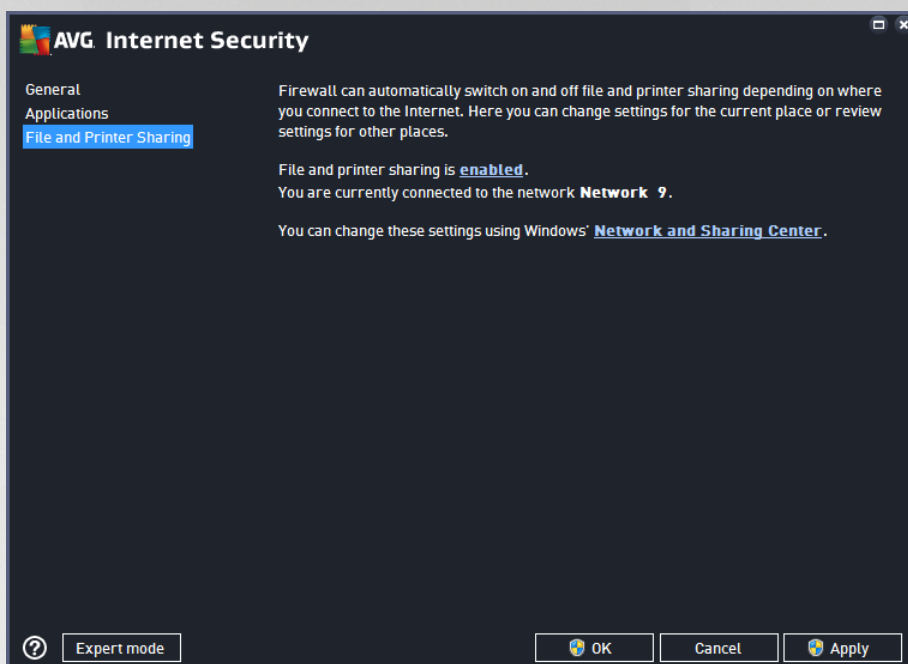 AVG Internet Security
General
Applications
File and Printer Sharing
Firewall can automatically switch on and off file and printer sharing depending on where
you connect to the Internet. Here you can change settings for the current place or review
settings for other places.
File and printer sharing is enabled.
You are currently connected to the network Network 9.
You can change these settings using Windows' Network and Sharing Center.
? Expert mode
OK
Cancel
Apply